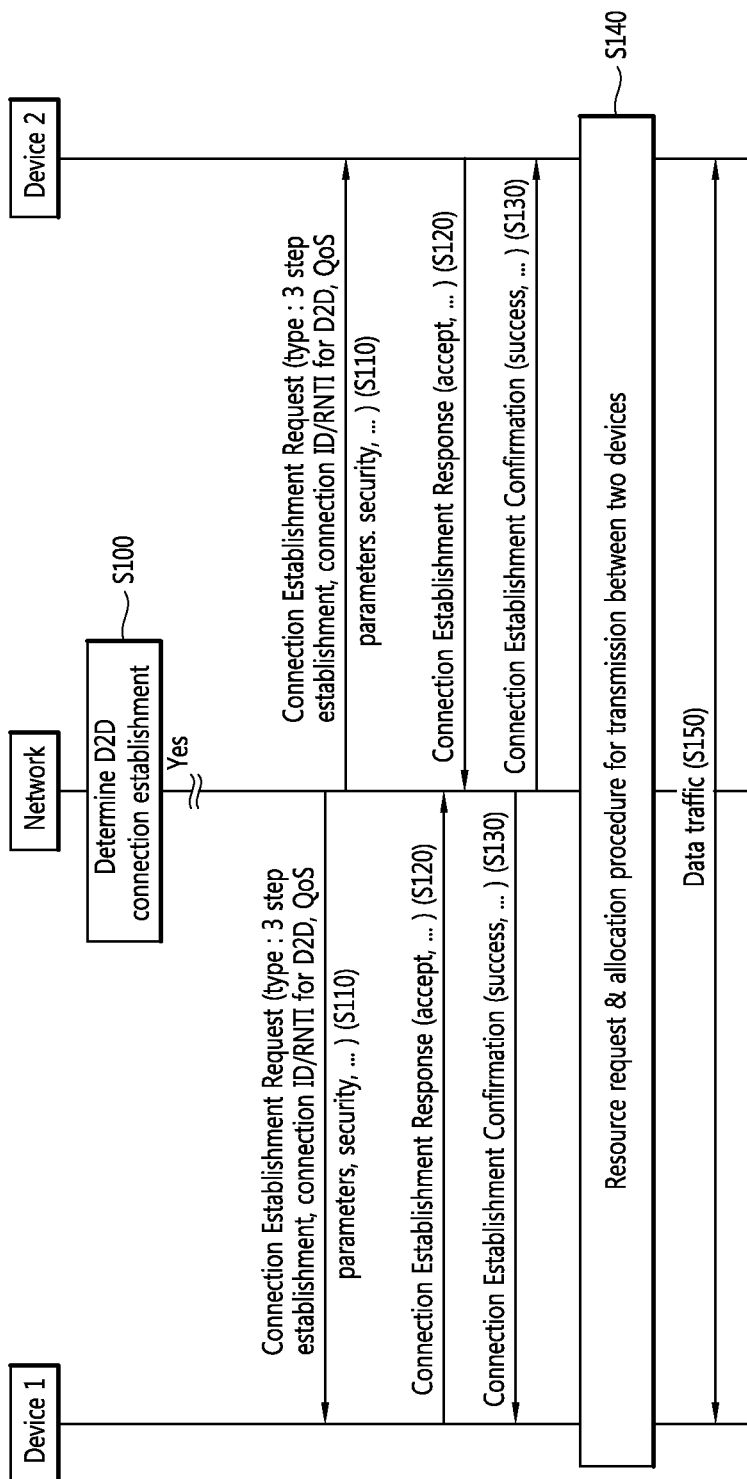 Device 1
Network
Device 2
Determine D2D
connection establishment
S100
Yes
Connection Establishment Request (type : 3 step
establishment, connection ID/RNTI for D2D, QoS
parameters, security, ... ) (S110)
Connection Establishment Request (type : 3 step
establishment, connection ID/RNTI for D2D, QoS
parameters. security, ... ) (S110)
Connection Establishment Response (accept, ... ) (S120)
Connection Establishment Response (accept, ... ) (S120)
Connection Establishment Confirmation (success, ... ) (S130)
Connection Establishment Confirmation (success, ... ) (S130)
Resource request & allocation procedure for transmission between two devices
S140
Data traffic (S150)